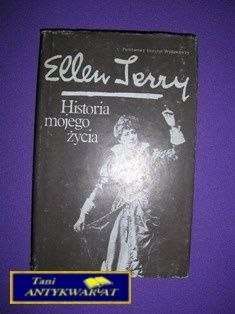 Państwowy Instytut Wydawniczy
Ellen Terry
Historia
mojego
życia
Tani
ANTYKWARIAT